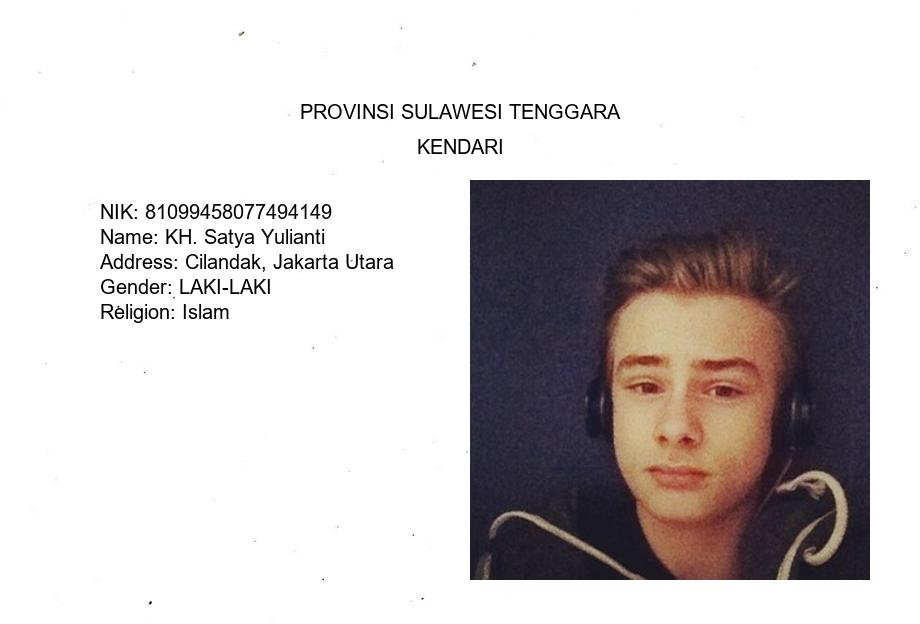 PROVINSI SULAWESI TENGGARA
KENDARI
NIK: 81099458077494149
Name: KH. Satya Yulianti
Address: Cilandak, Jakarta Utara
Gender: LAKI-LAKI
Religion: Islam